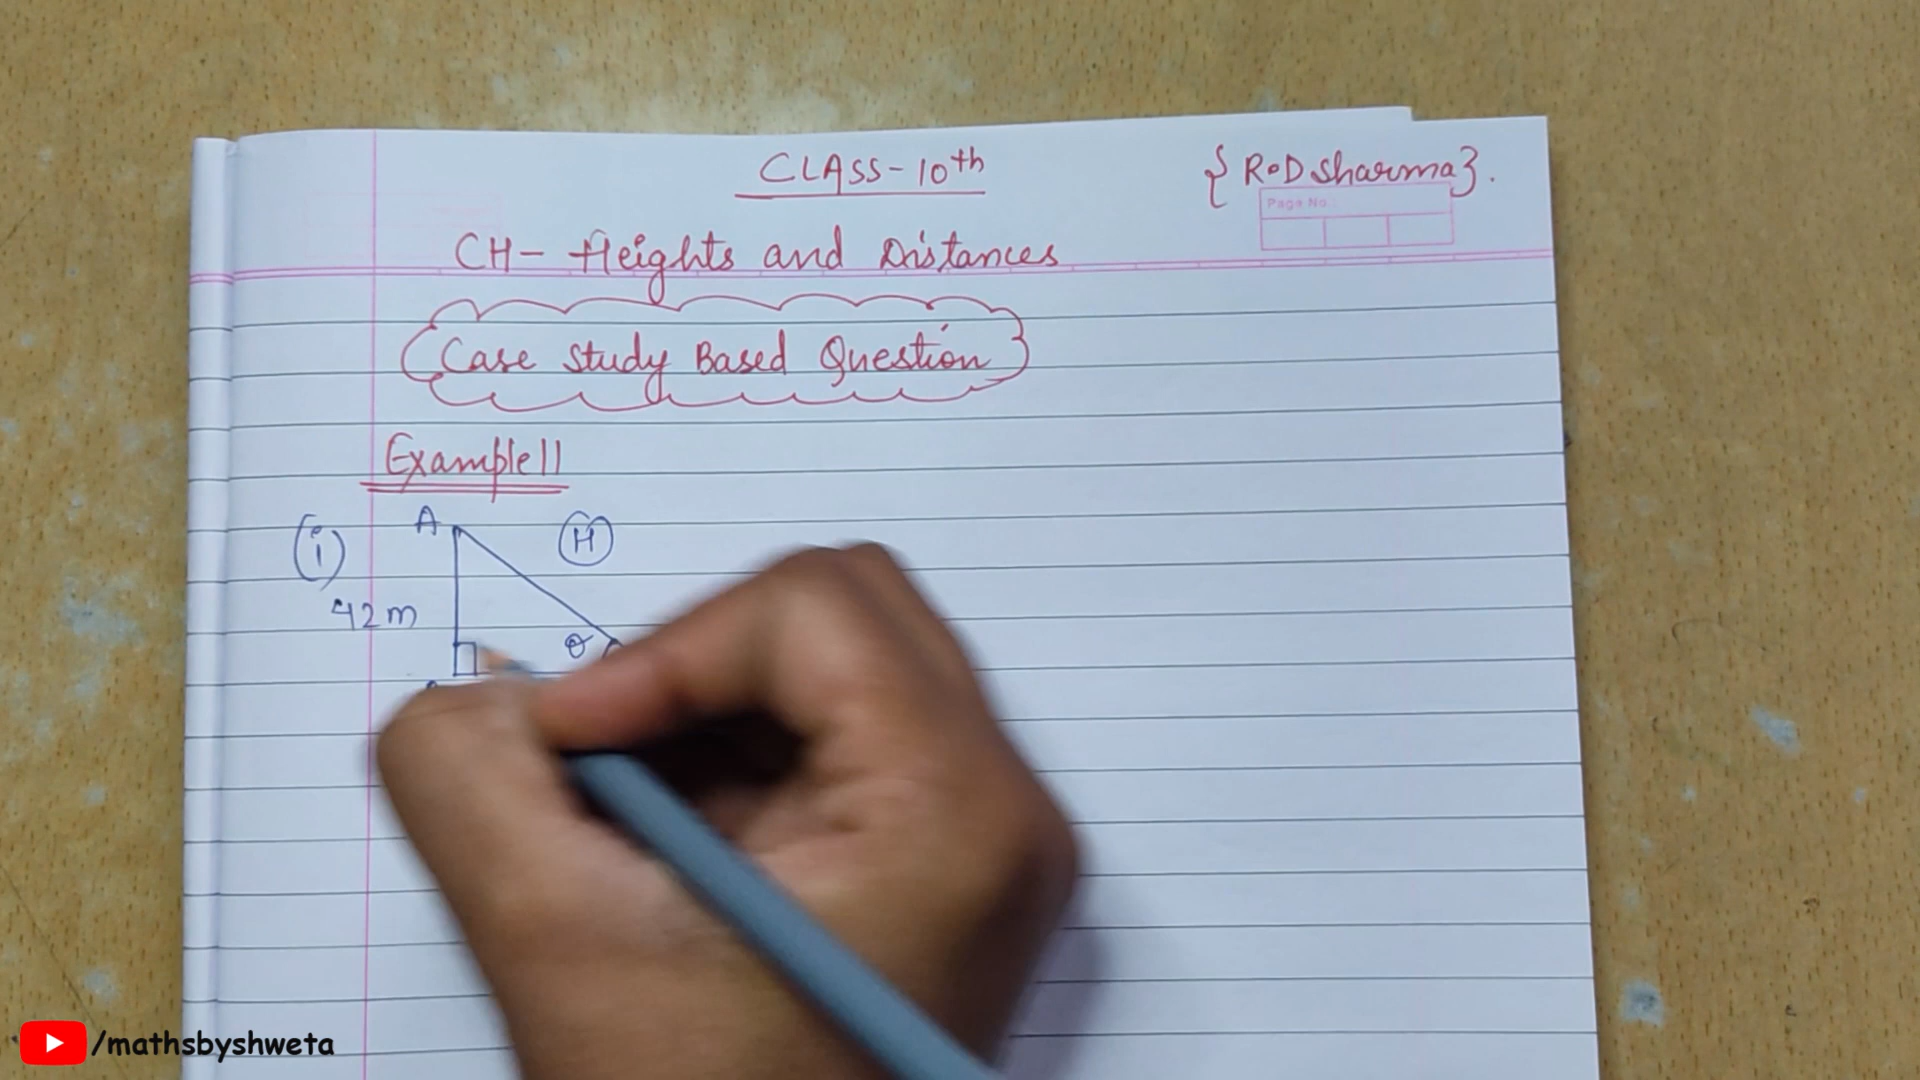 CLASS-10th
{R.D Sharma}.
Page No.
CH- Heights and Distances
Case Study Based Question
Example 11
(i)
A
H
42 m
θ
/mathsbyshweta